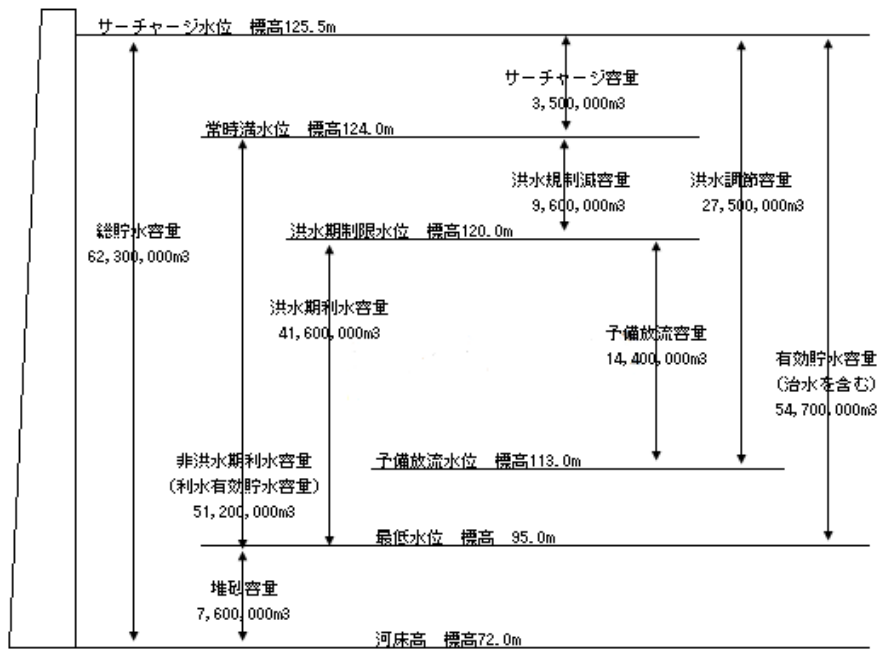 サーチャージ水位 標高125.5m
サーチャージ容量
3,500,000m3
常時満水位 標高124.0m
洪水規制減容量
9,600,000m3
洪水調節容量
27,500,000m3
総貯水容量
62,300,000m3
洪水期制限水位 標高120.0m
洪水期利水容量
41,600,000m3
予備放流容量
14,400,000m3
有効貯水容量
(治水を含む)
54,700,000m3
非洪水期利水容量
(利水有効貯水容量)
51,200,000m3
予備放流水位 標高113.0m
最低水位 標高 95.0m
堆砂容量
7,600,000m3
河床高 標高72.0m